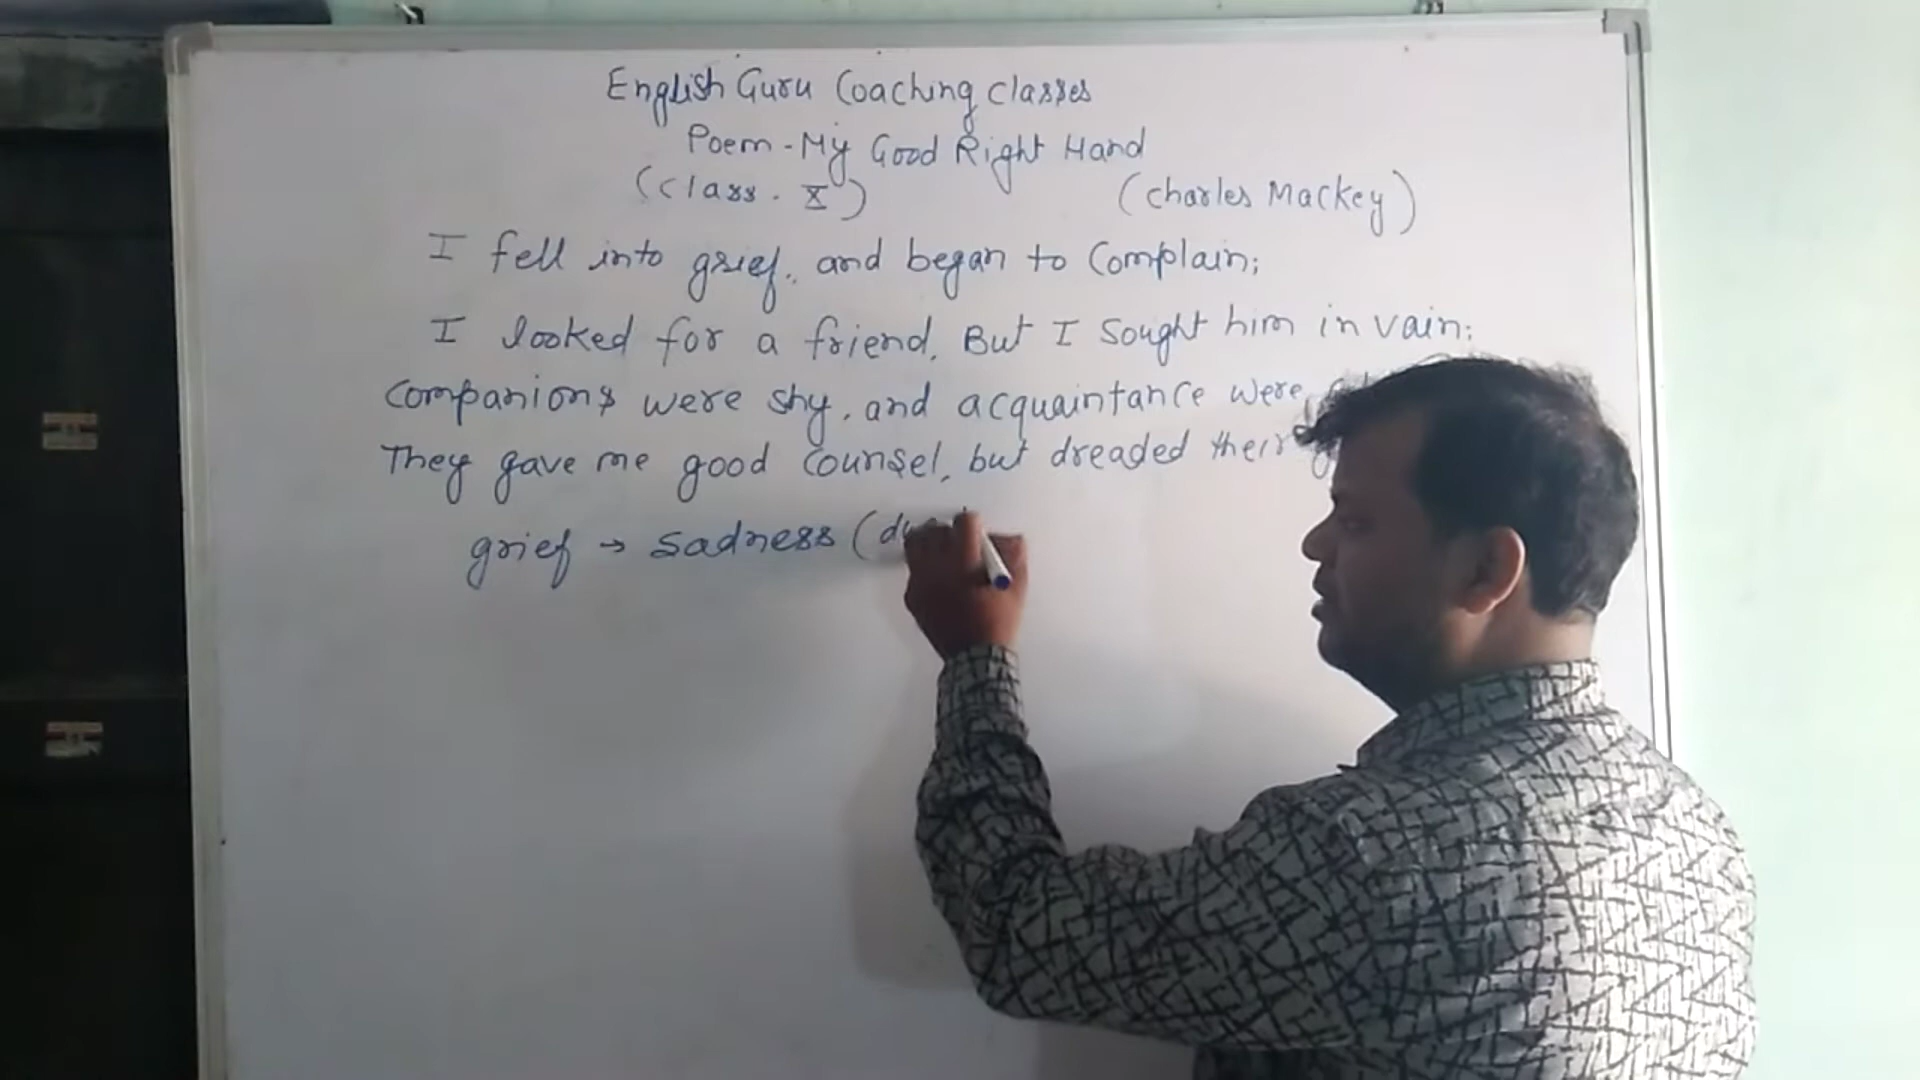 English Guru Coaching Classes
Poem - My Good Right Hand
(Class. X)
(Charles Mackey)
I fell into grief, and began to Complain;
I looked for a friend, But I Sought him in vain;
Companions were shy, and acquaintance were
They gave me good Counsel, but dreaded their
grief → Sadness (